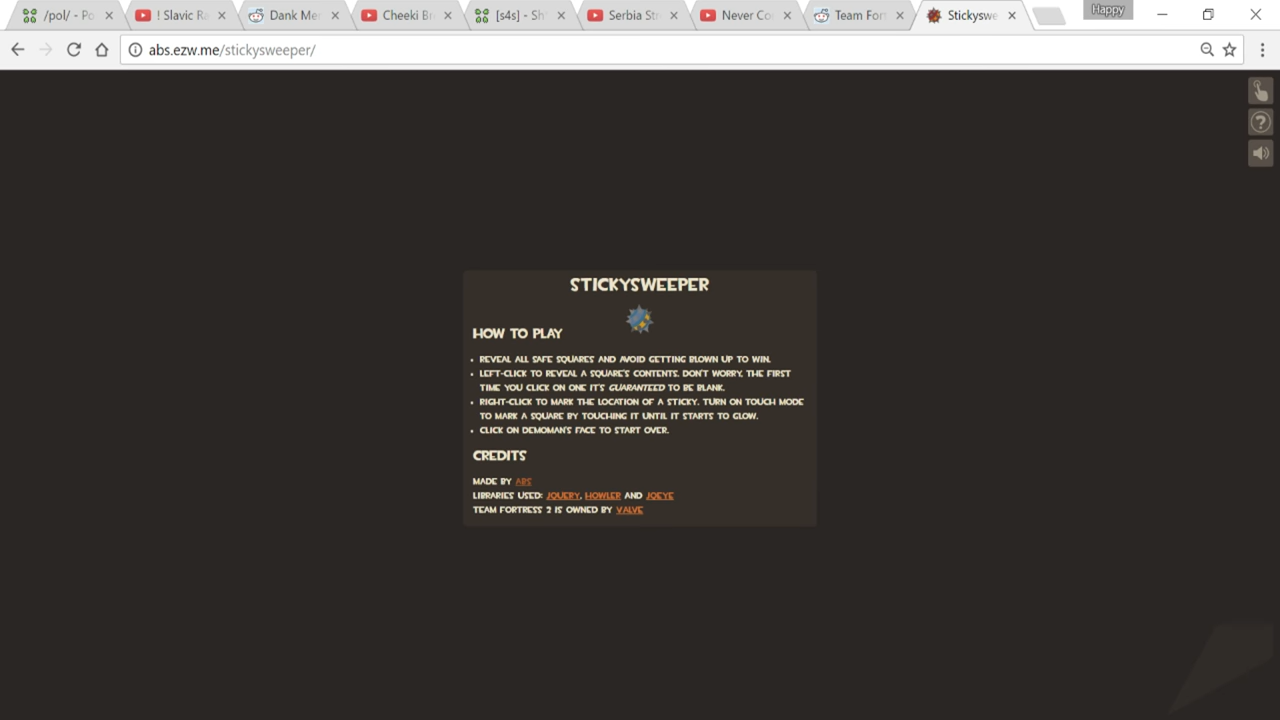 /pol/ - Po
! Slavic Ra
Dank Me
Cheeki Br
[s4s] - Sh
Serbia Str
Never Co
Team Fort
Stickyswe
Happy
abs.ezw.me/stickysweeper/
STICKYSWEEPER
HOW TO PLAY
• REVEAL ALL SAFE SQUARES AND AVOID GETTING BLOWN UP TO WIN.
• LEFT-CLICK TO REVEAL A SQUARE'S CONTENTS. DON'T WORRY, THE FIRST
TIME YOU CLICK ON ONE IT'S GUARANTEED TO BE BLANK.
• RIGHT-CLICK TO MARK THE LOCATION OF A STICKY. TURN ON TOUCH MODE
TO MARK A SQUARE BY TOUCHING IT UNTIL IT STARTS TO GLOW.
• CLICK ON DEMOMAN'S FACE TO START OVER.
CREDITS
MADE BY ABS
LIBRARIES USED: JQUERY, HOWLER AND JOEYE
TEAM FORTRESS 2 IS OWNED BY VALVE